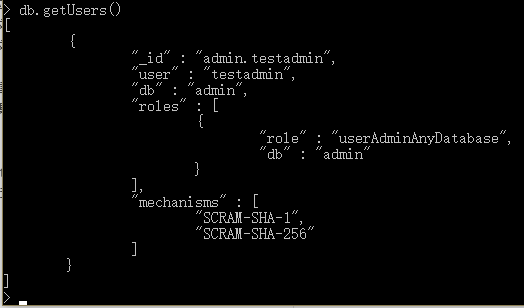 > db.getUsers()
[
{
"_id" : "admin.testadmin",
"user" : "testadmin",
"db" : "admin",
"roles" : [
{
"role" : "userAdminAnyDatabase",
"db" : "admin"
}
],
"mechanisms" : [
"SCRAM-SHA-1",
"SCRAM-SHA-256"
]
}
]
>